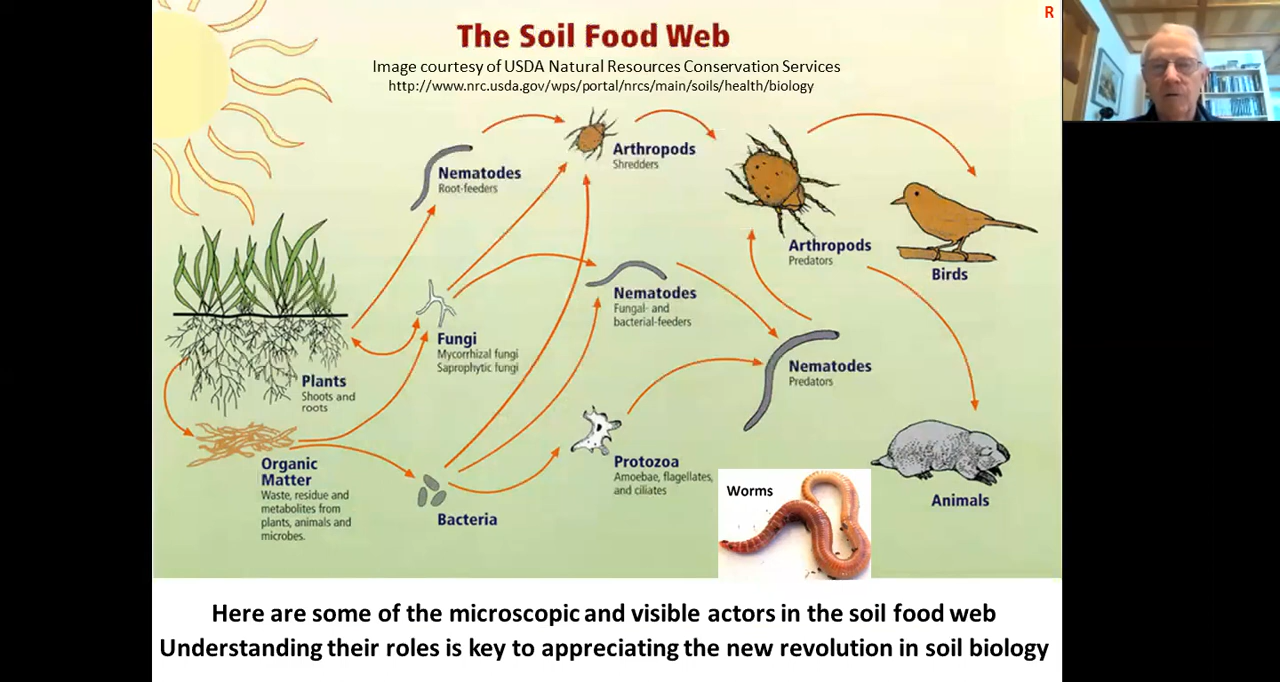 The Soil Food Web
R
Image courtesy of USDA Natural Resources Conservation Services
http://www.nrc.usda.gov/wps/portal/nrcs/main/soils/health/biology
Nematodes
Root-feeders
Arthropods
Shredders
Arthropods
Predators
Birds
Nematodes
Fungal- and
bacterial-feeders
Fungi
Mycorrhizal fungi
Saprophytic fungi
Nematodes
Predators
Plants
Shoots and
roots
Organic
Matter
Waste, residue and
metabolites from
plants, animals and
microbes.
Bacteria
Protozoa
Amoebae, flagellates,
and ciliates
Worms
Animals
Here are some of the microscopic and visible actors in the soil food web
Understanding their roles is key to appreciating the new revolution in soil biology